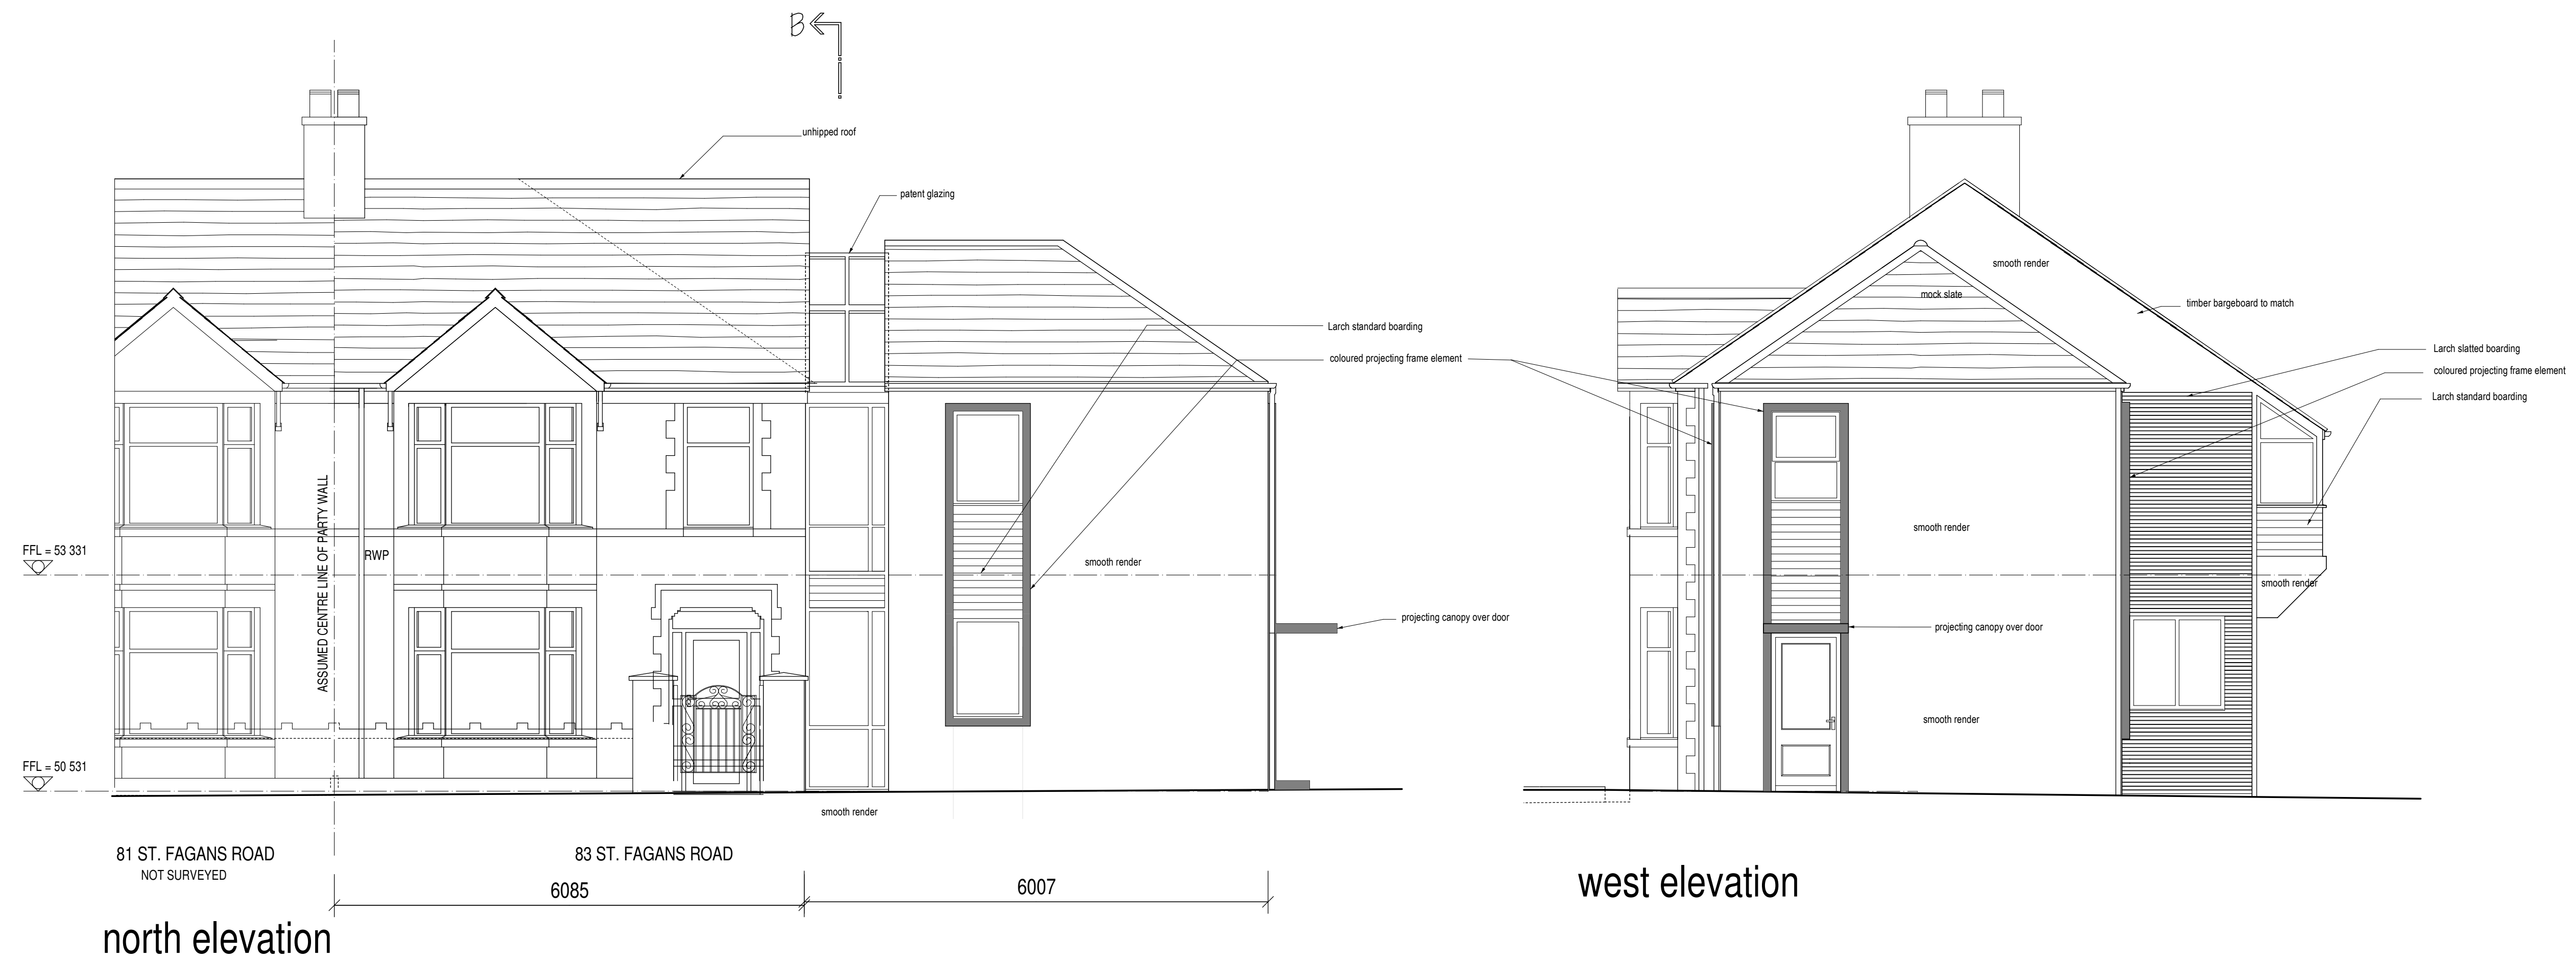 B
unhipped roof
patent glazing
Larch standard boarding
coloured projecting frame element
smooth render
projecting canopy over door
FFL = 53 331
RWP
ASSUMED CENTRE LINE OF PARTY WALL
FFL = 50 531
smooth render
81 ST. FAGANS ROAD
NOT SURVEYED
83 ST. FAGANS ROAD
6085
6007
north elevation
smooth render
mock slate
timber bargeboard to match
Larch slatted boarding
coloured projecting frame element
Larch standard boarding
smooth render
smooth render
projecting canopy over door
smooth render
west elevation